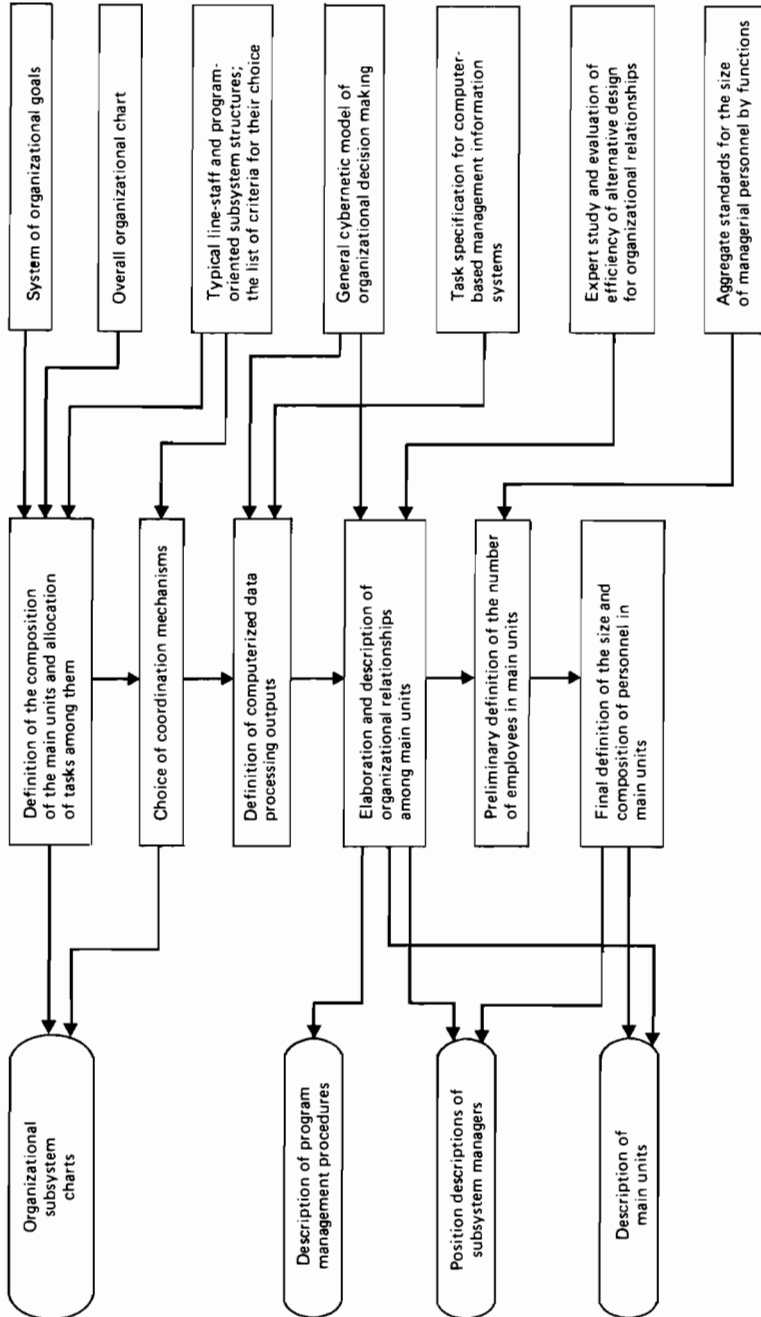 Organizational
subsystem
charts
Description of program
management procedures
Position descriptions of
subsystem managers
Description of
main units
Definition of the composition
of the main units and allocation
of tasks among them
Choice of coordination mechanisms
Definition of computerized data
processing outputs
Elaboration and description of
organizational relationships
among main units
Preliminary definition of the number
of employees in main units
Final definition of the size and
composition of personnel in
main units
System of organizational goals
Overall organizational chart
Typical line-staff and program-
oriented subsystem structures;
the list of criteria for their choice
General cybernetic model of
organizational decision making
Task specification for computer-
based management information
systems
Expert study and evaluation of
efficiency of alternative design
for organizational relationships
Aggregate standards for the size
of managerial personnel by functions